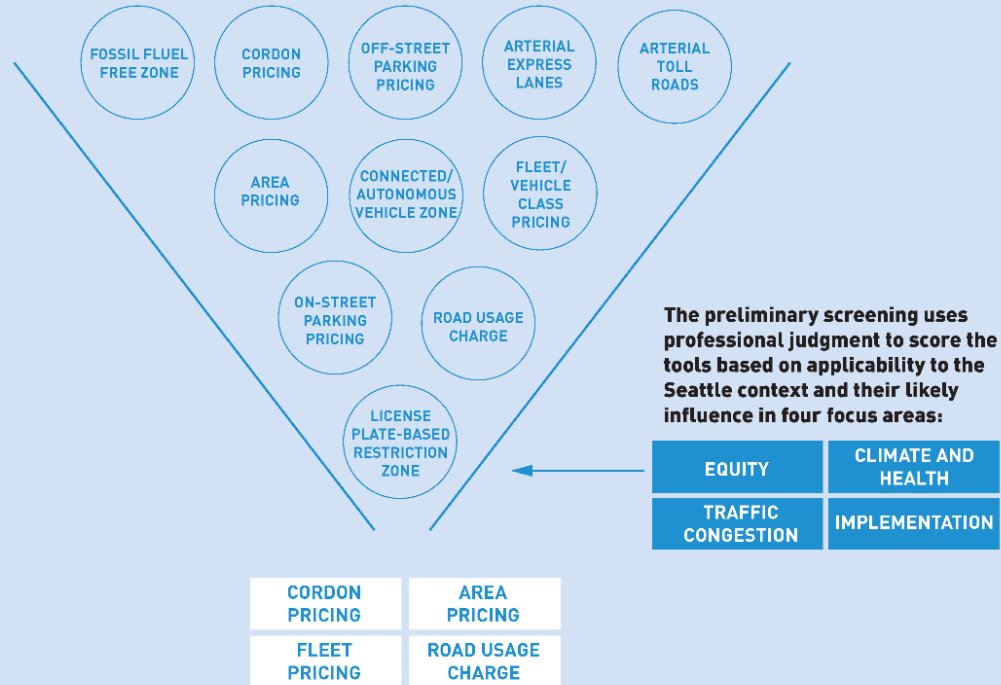 FOSSIL FLUEL
FREE ZONE
CORDON
PRICING
OFF-STREET
PARKING
PRICING
ARTERIAL
EXPRESS
LANES
ARTERIAL
TOLL
ROADS
AREA
PRICING
CONNECTED/
AUTONOMOUS
VEHICLE ZONE
FLEET/
VEHICLE
CLASS
PRICING
ON-STREET
PARKING
PRICING
ROAD USAGE
CHARGE
LICENSE
PLATE-BASED
RESTRICTION
ZONE
The preliminary screening uses
professional judgment to score the
tools based on applicability to the
Seattle context and their likely
influence in four focus areas:
EQUITY
CLIMATE AND
HEALTH
TRAFFIC
CONGESTION
IMPLEMENTATION
CORDON
PRICING
AREA
PRICING
FLEET
PRICING
ROAD USAGE
CHARGE